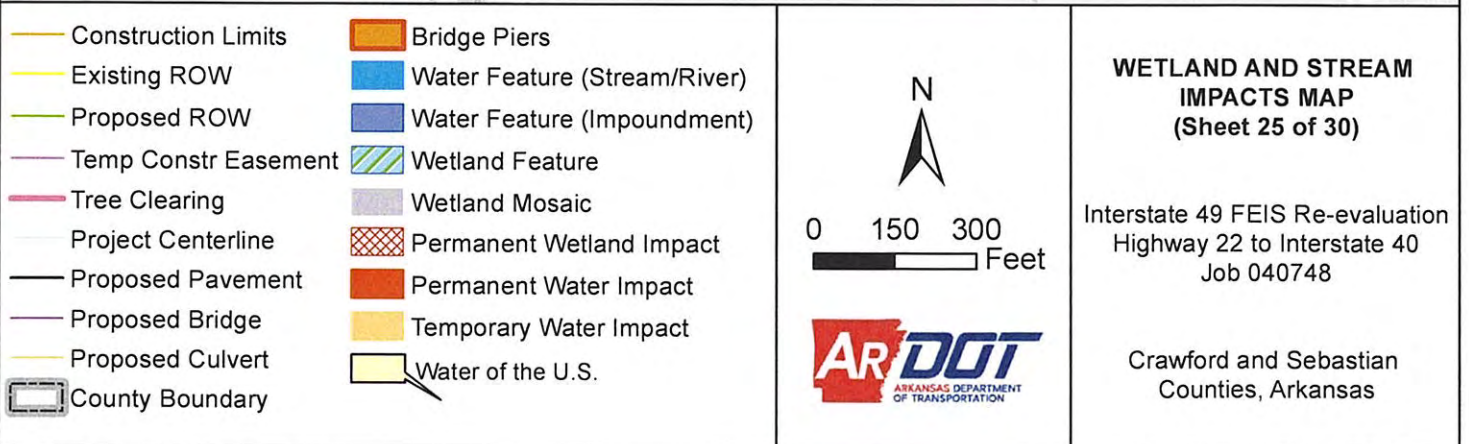 Construction Limits
Existing ROW
Proposed ROW
Temp Constr Easement
Tree Clearing
Project Centerline
Proposed Pavement
Proposed Bridge
Proposed Culvert
County Boundary
Bridge Piers
Water Feature (Stream/River)
Water Feature (Impoundment)
Wetland Feature
Wetland Mosaic
Permanent Wetland Impact
Permanent Water Impact
Temporary Water Impact
Water of the U.S.
N
0 150 300
Feet
ARDOT
ARKANSAS DEPARTMENT
OF TRANSPORTATION
WETLAND AND STREAM
IMPACTS MAP
(Sheet 25 of 30)
Interstate 49 FEIS Re-evaluation
Highway 22 to Interstate 40
Job 040748
Crawford and Sebastian
Counties, Arkansas